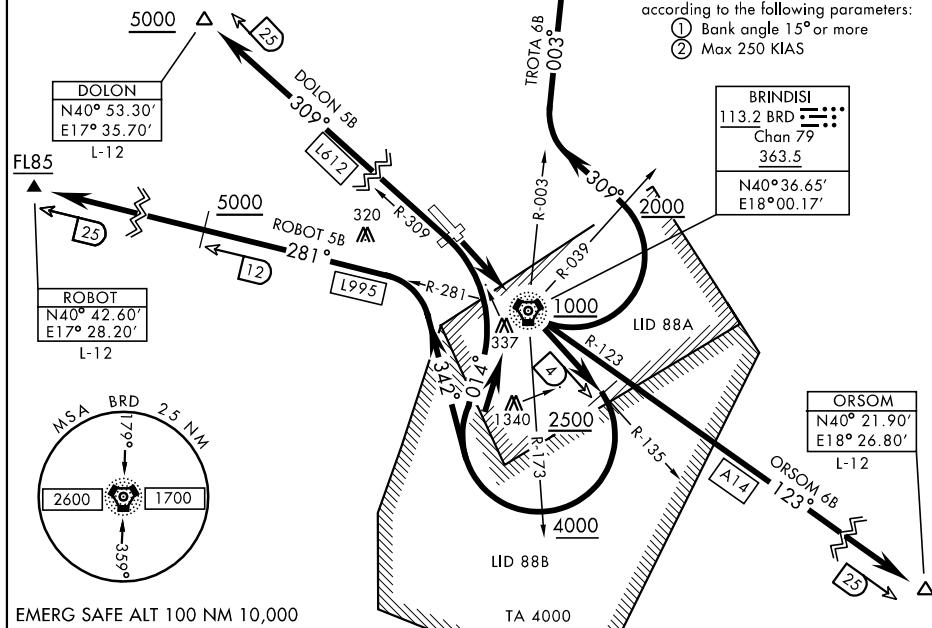 according to the following parameters:
1 Bank angle 15° or more
2 Max 250 KIAS
5000
25
TROTA 6B
003°
DOLON
N40° 53.30'
E17° 35.70'
L-12
DOLON 5B
309°
L612
BRINDISI
113.2 BRD
Chan 79
363.5
N40° 36.65'
E18° 00.17'
FL85
25
5000
12
ROBOT 5B
281°
L995
320
R-309
R-281
R-003
309°
R-039
2000
ROBOT
N40° 42.60'
E17° 28.20'
L-12
337
1000
LID 88A
R-123
342°
014°
4
1340
2500
R-173
R-135
4000
A14
ORSOM 6B
123°
25
ORSOM
N40° 21.90'
E18° 26.80'
L-12
MSA BRD 25 NM
179°
2600
1700
359°
LID 88B
EMERG SAFE ALT 100 NM 10,000
TA 4000